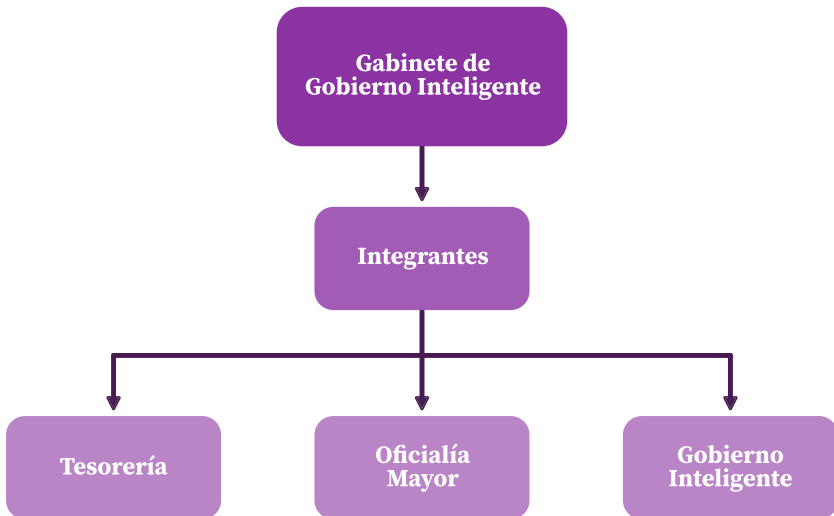 Gabinete de
Gobierno Inteligente
Integrantes
Tesorería
Oficialía
Mayor
Gobierno
Inteligente